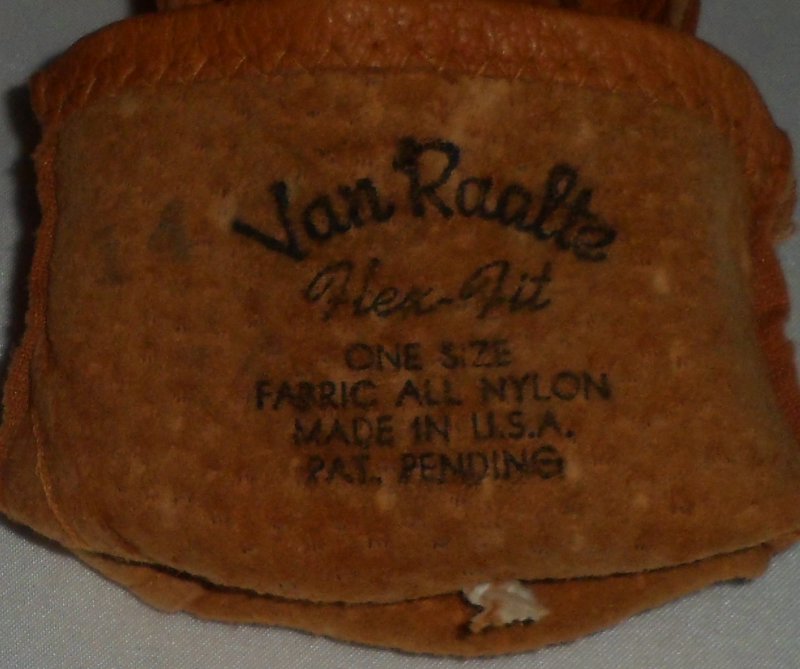 Van Raalte
Flex-Fit
ONE SIZE
FABRIC ALL NYLON
MADE IN U.S.A.
PAT. PENDING